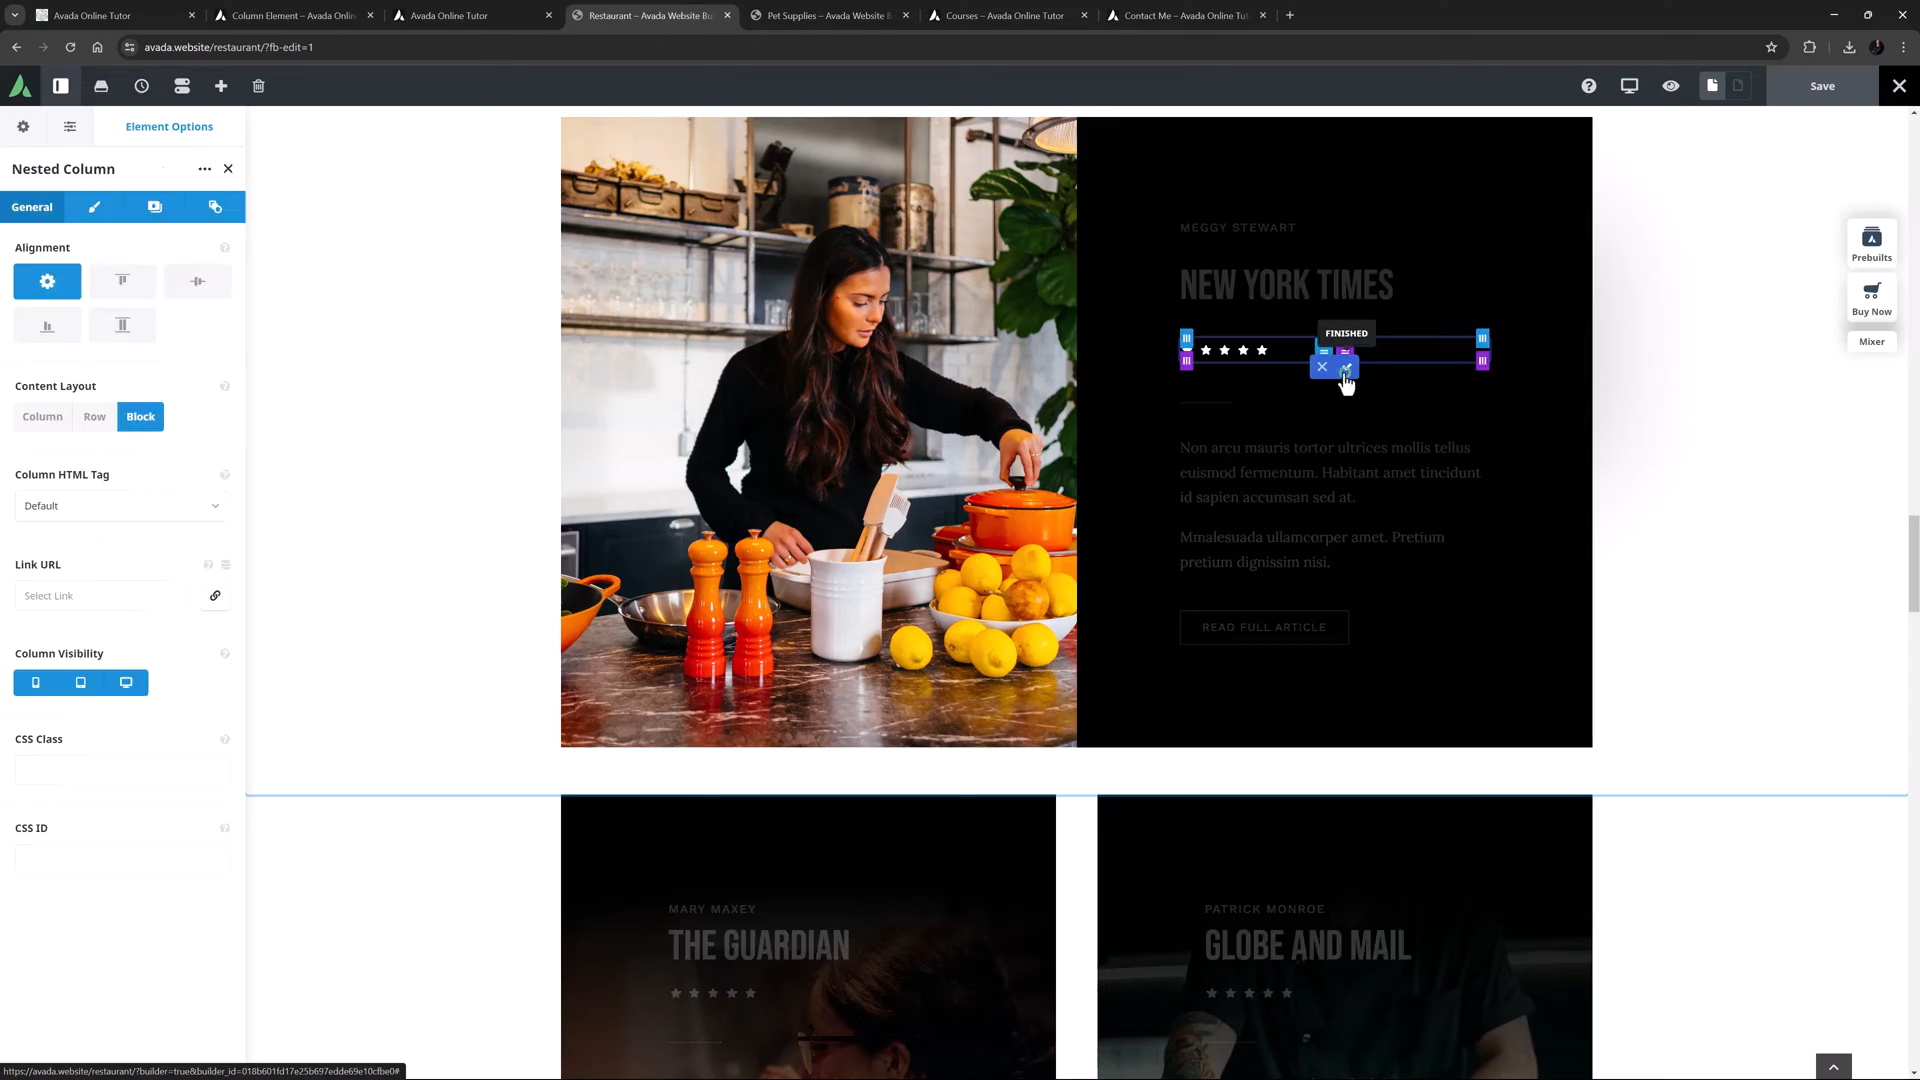 Avada Online Tutor
Column Element – Avada Onlin
Avada Online Tutor
Restaurant – Avada Website Bu
Pet Supplies – Avada Website B
Courses – Avada Online Tutor
Contact Me – Avada Online Tut
avada.website/restaurant/?fb-edit=1
Save
Element Options
Nested Column
General
Alignment
Content Layout
Column
Row
Block
Column HTML Tag
Default
Link URL
Select Link
Column Visibility
CSS Class
CSS ID
MEGGY STEWART
NEW YORK TIMES
FINISHED
Non arcu mauris tortor ultrices mollis tellus
euismod fermentum. Habitant amet tincidunt
id sapien accumsan sed at.
Mmalesuada ullamcorper amet. Pretium
pretium dignissim nisi.
READ FULL ARTICLE
Prebuilts
Buy Now
Mixer
MARY MAXEY
THE GUARDIAN
PATRICK MONROE
GLOBE AND MAIL
https://avada.website/restaurant/?builder=true&builder_id=018b601fd17e25b697edde69e10cfbe0#